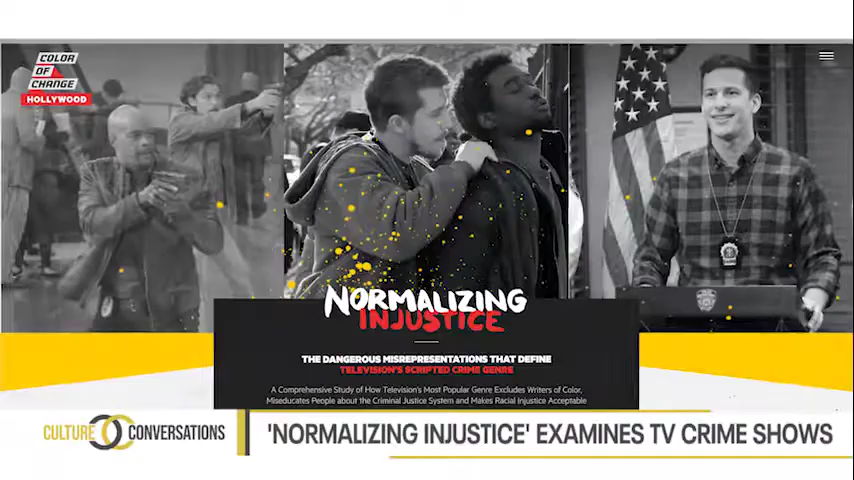 COLOR
OF
CHANGE
HOLLYWOOD
NORMALIZING
INJUSTICE
THE DANGEROUS MISREPRESENTATIONS THAT DEFINE
TELEVISION'S SCRIPTED CRIME GENRE
A Comprehensive Study of How Television's Most Popular Genre Excludes Writers of Color,
Miseducates People about the Criminal Justice System and Makes Racial Injustice Acceptable
CULTURE CONVERSATIONS
'NORMALIZING INJUSTICE' EXAMINES TV CRIME SHOWS